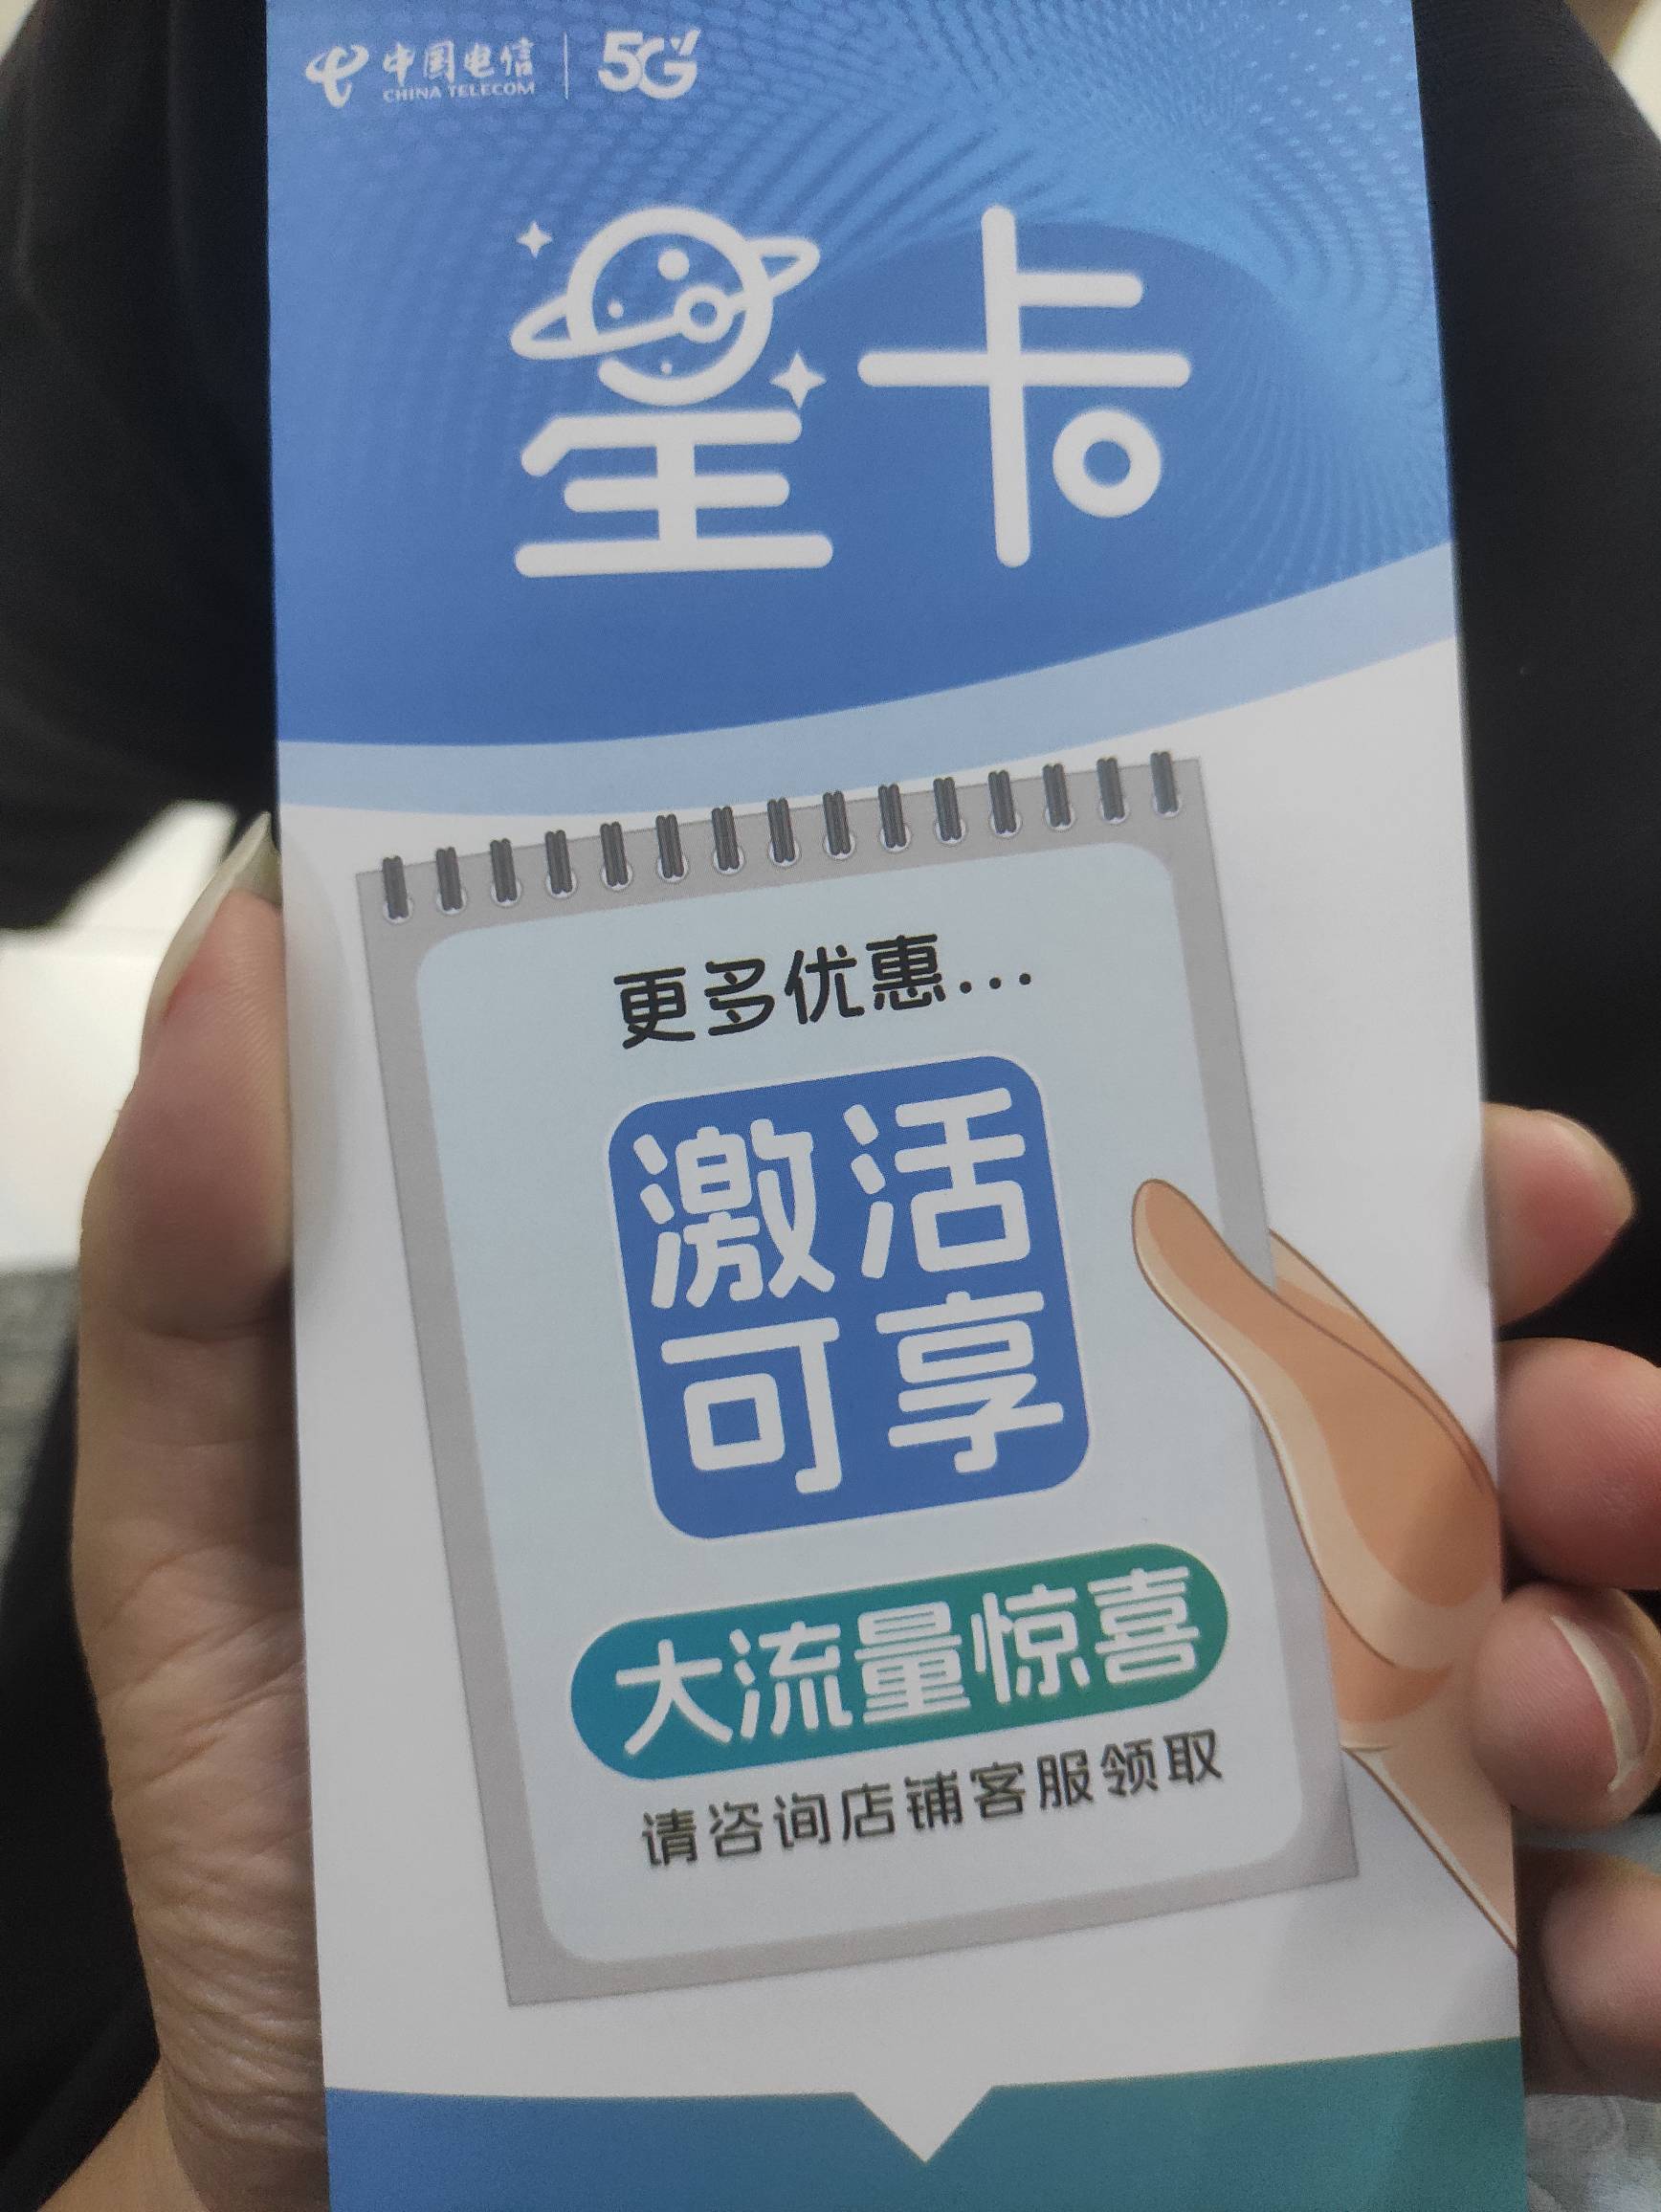 中国电信 5G
CHINA TELECOM
星卡
更多优惠...
激活
可享
大流量惊喜
请咨询店铺客服领取